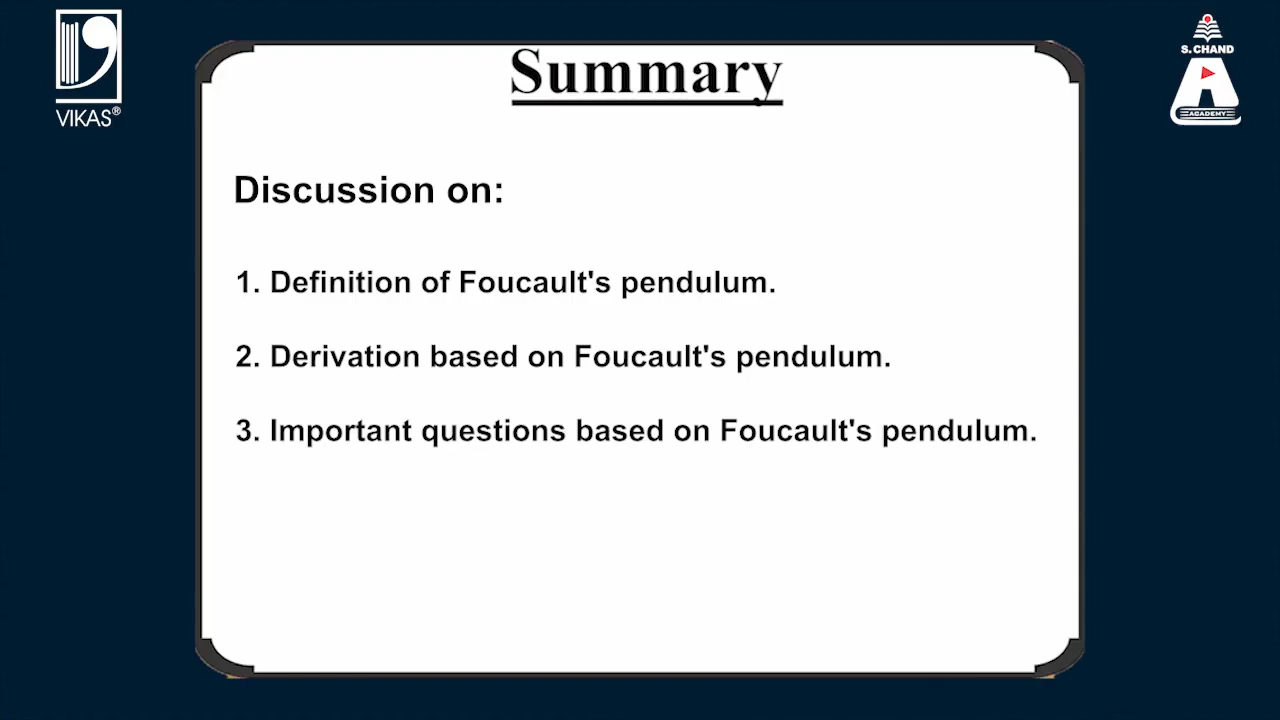 VIKAS®
S. CHAND
ACADEMY
Summary
Discussion on:
1. Definition of Foucault's pendulum.
2. Derivation based on Foucault's pendulum.
3. Important questions based on Foucault's pendulum.